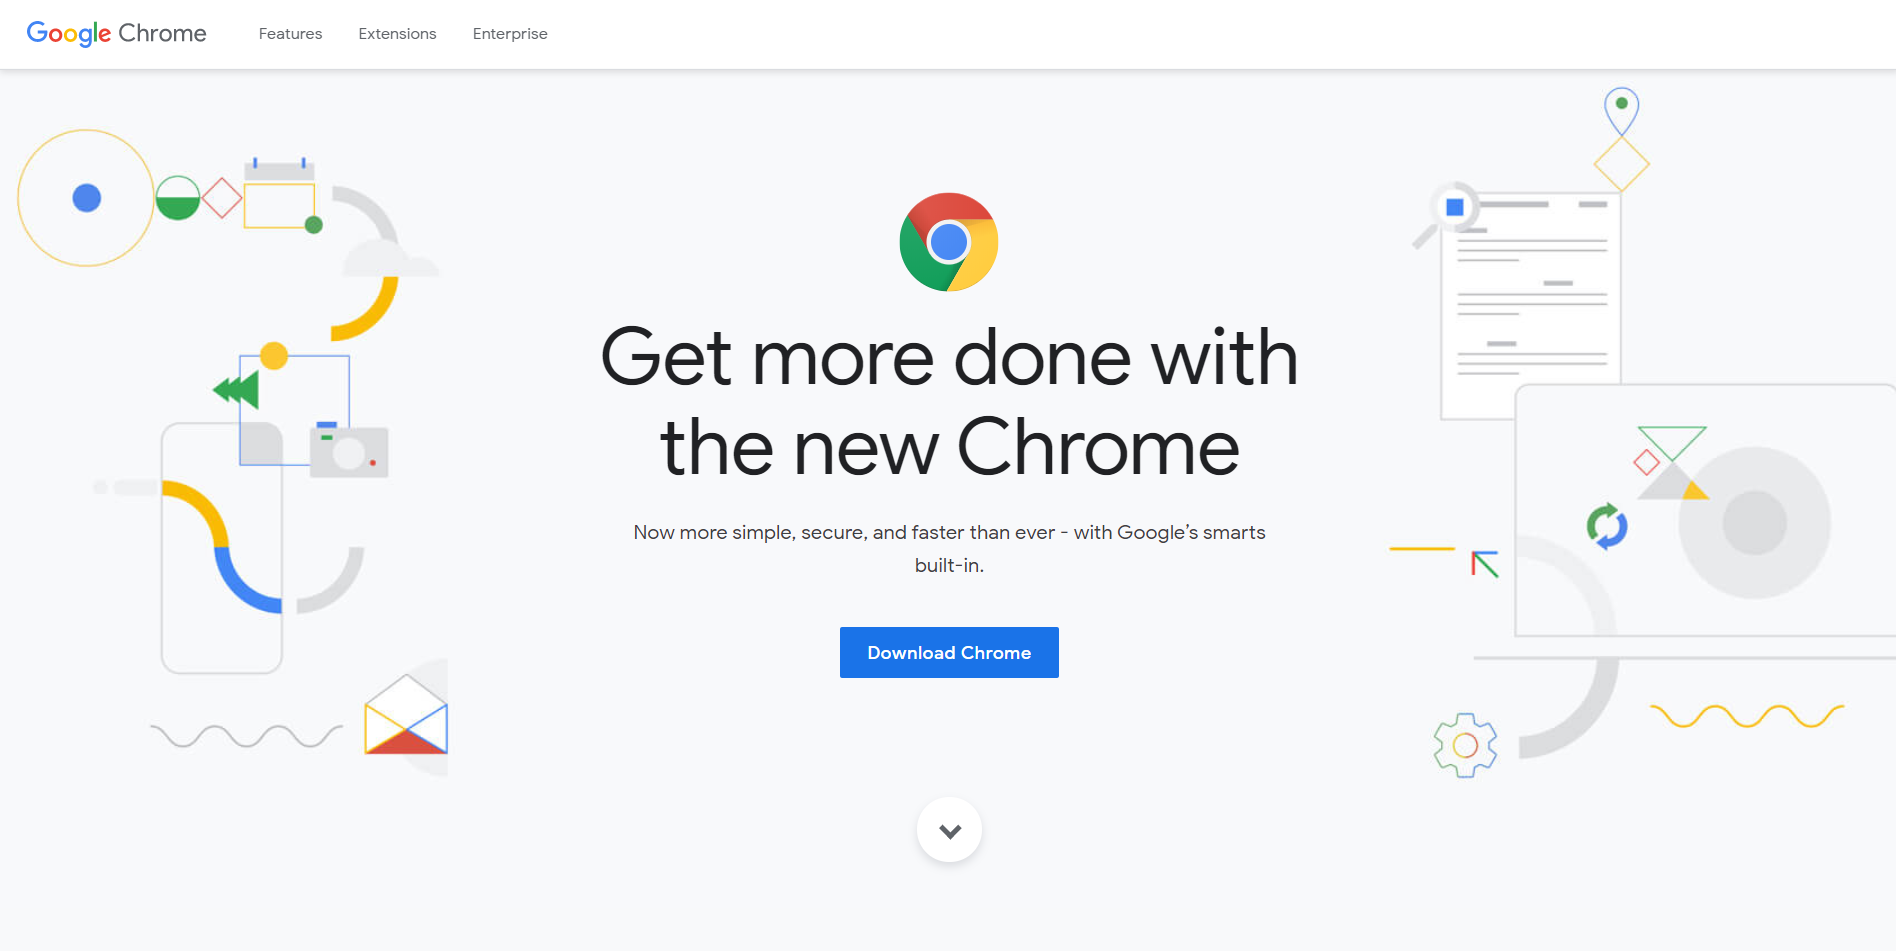 Google Chrome
Features
Extensions
Enterprise
Get more done with
the new Chrome
Now more simple, secure, and faster than ever - with Google’s smarts
built-in.
Download Chrome